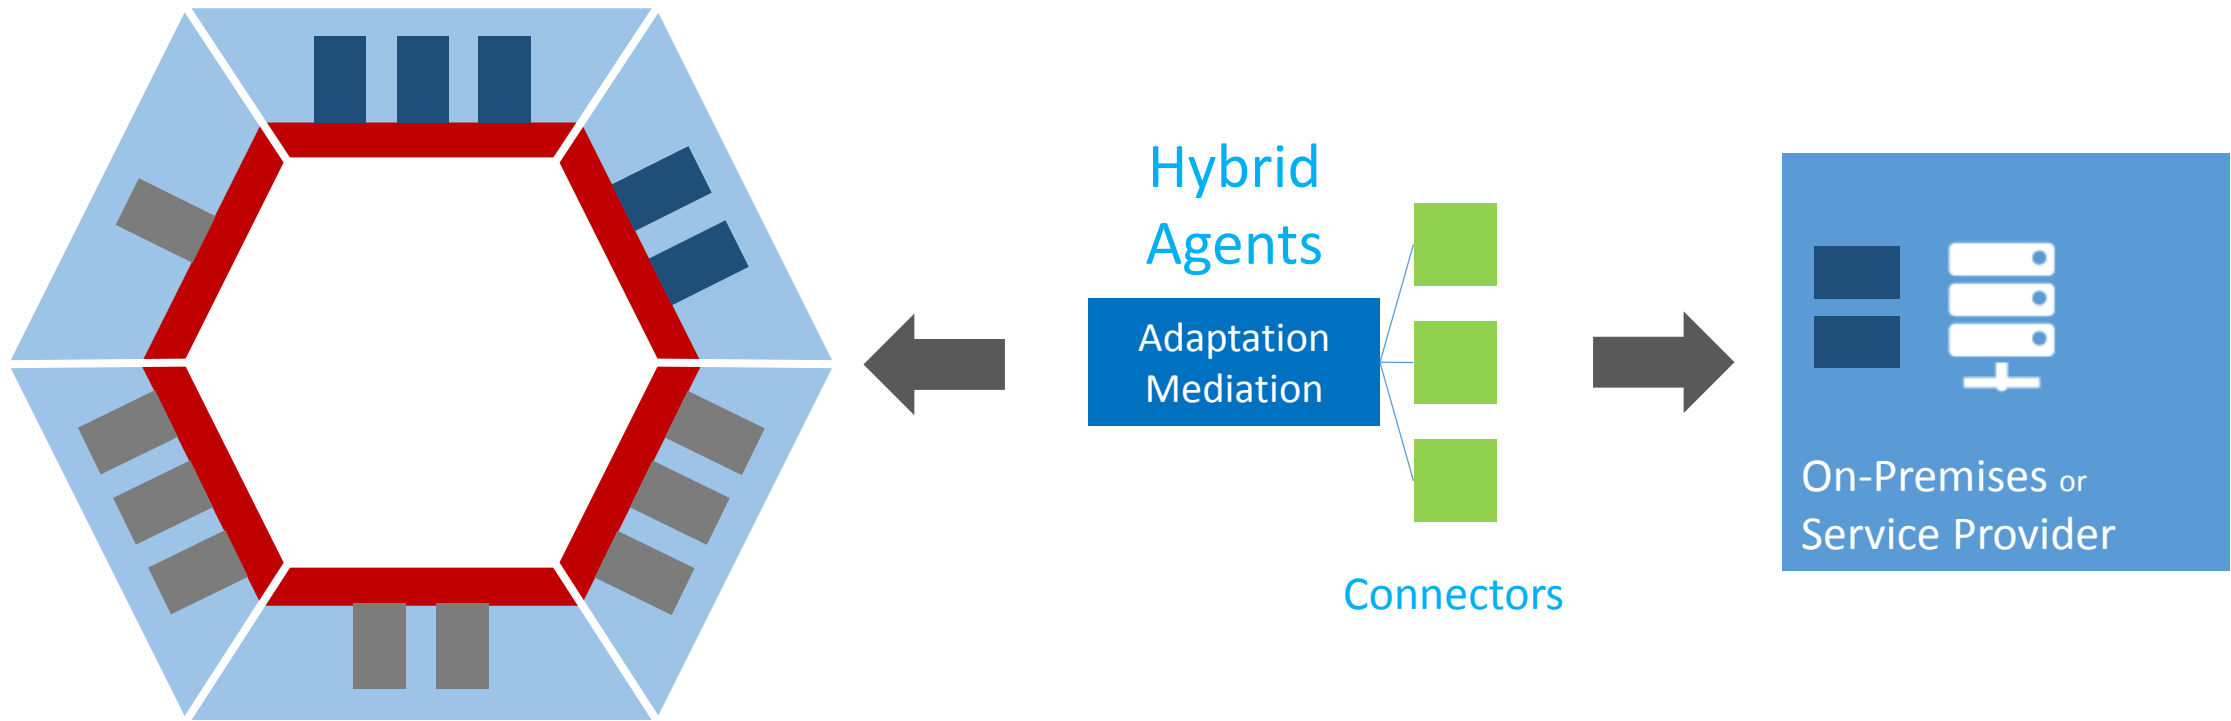 Hybrid
Agents
Adaptation
Mediation
Connectors
On-Premises or
Service Provider